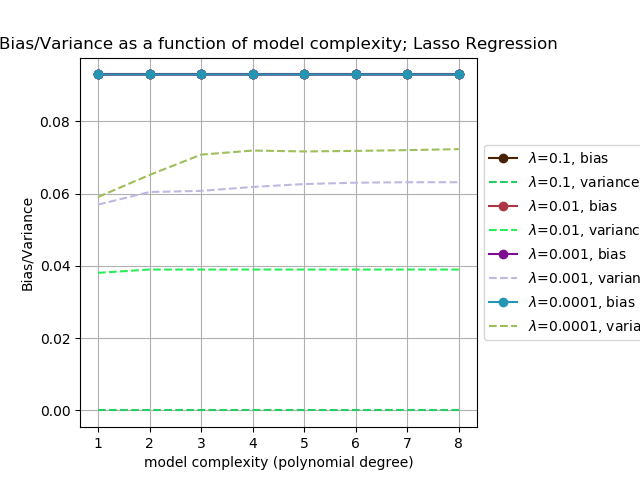 Bias/Variance as a function of model complexity; Lasso Regression
Bias/Variance
0.08
0.06
0.04
0.02
0.00
1 2 3 4 5 6 7 8
model complexity (polynomial degree)
λ=0.1, bias
λ=0.1, variance
λ=0.01, bias
λ=0.01, varianc
λ=0.001, bias
λ=0.001, varian
λ=0.0001, bias
λ=0.0001, varia